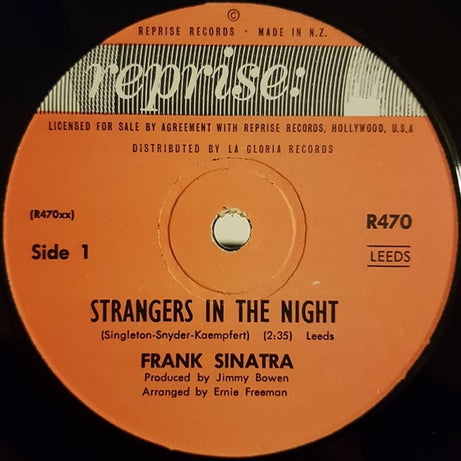 ©
REPRISE RECORDS • MADE IN N.Z.
reprise:
LICENSED FOR SALE BY AGREEMENT WITH REPRISE RECORDS, HOLLYWOOD, U.S.A
DISTRIBUTED BY LA GLORIA RECORDS
(R470xx)
R470
Side 1
LEEDS
STRANGERS IN THE NIGHT
(Singleton-Snyder-Kaempfert) (2:35) Leeds
FRANK SINATRA
Produced by Jimmy Bowen
Arranged by Ernie Freeman